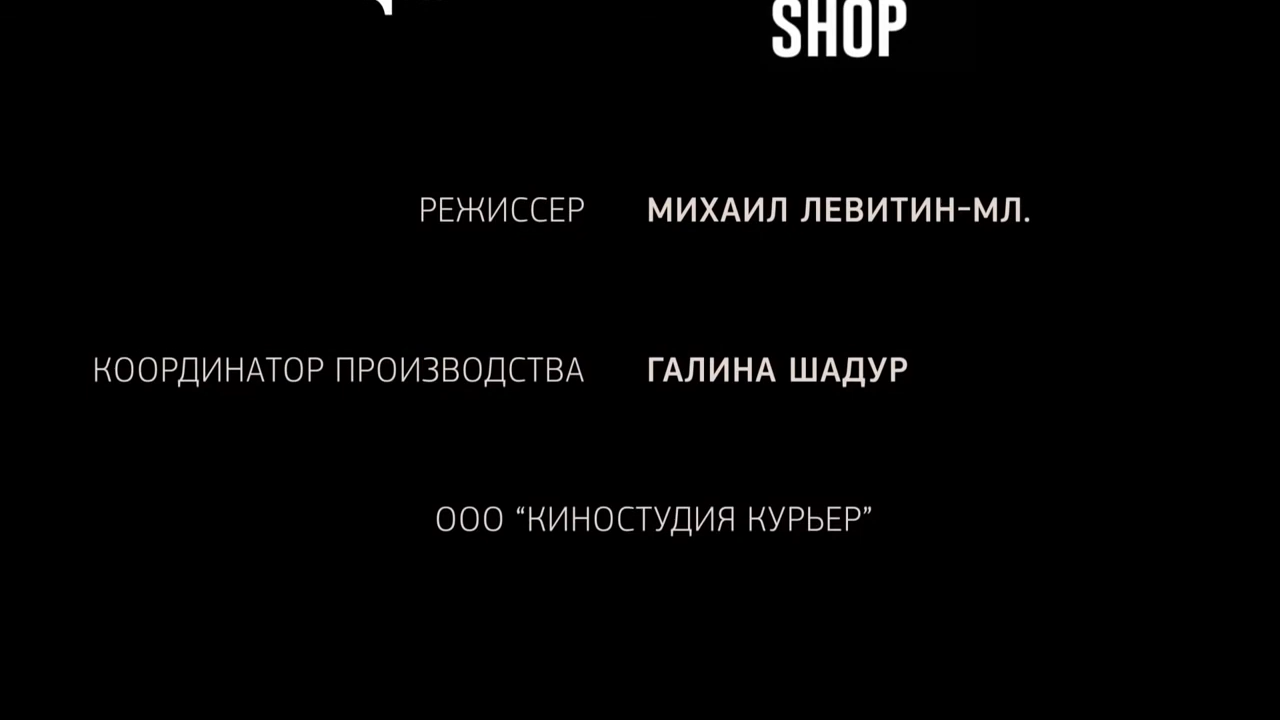 SHOP
РЕЖИССЕР МИХАИЛ ЛЕВИТИН-МЛ.
КООРДИНАТОР ПРОИЗВОДСТВА ГАЛИНА ШАДУР
ООО “КИНОСТУДИЯ КУРЬЕР”